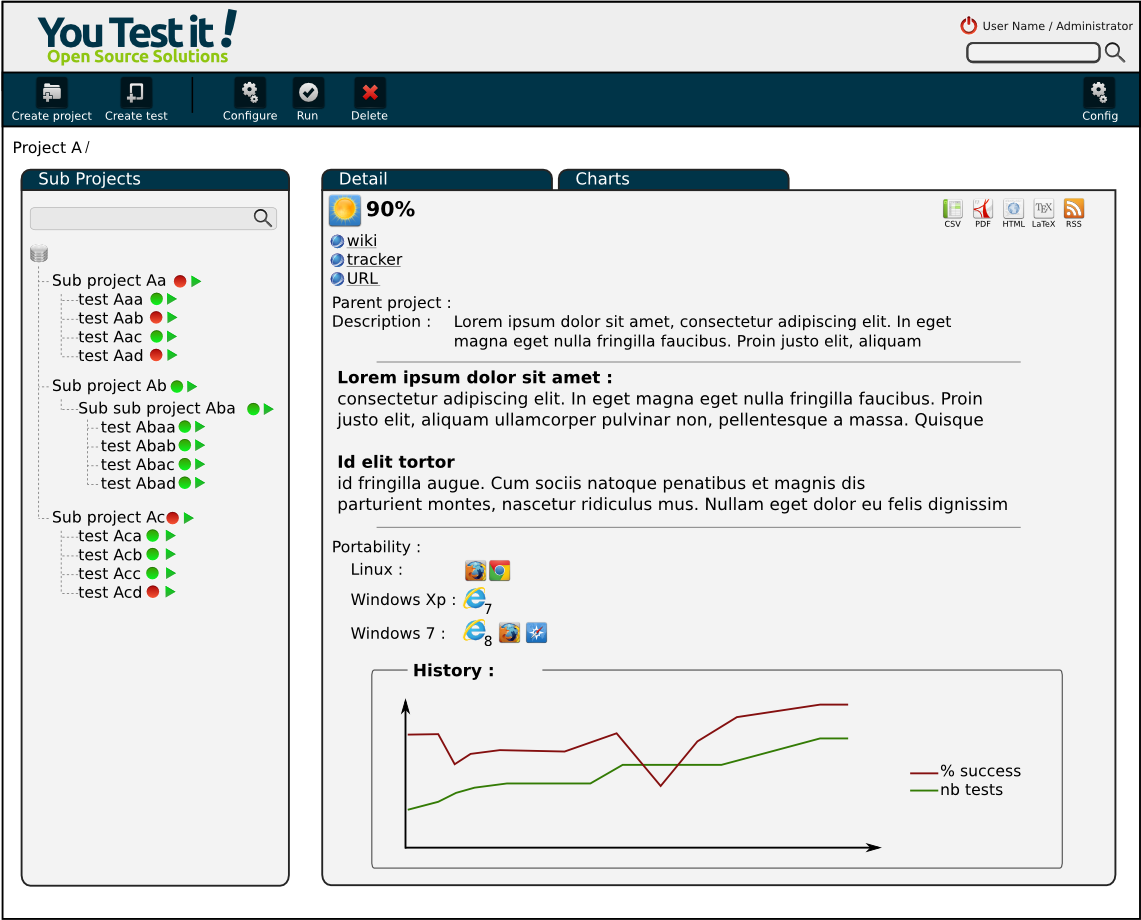 You Test it !
Open Source Solutions
User Name / Administrator
Create project
Create test
Configure
Run
Delete
Config
Project A /
Sub Projects
Sub project Aa
test Aaa
test Aab
test Aac
test Aad
Sub project Ab
Sub sub project Aba
test Abaa
test Abab
test Abac
test Abad
Sub project Ac
test Aca
test Acb
test Acc
test Acd
Detail
Charts
90%
CSV
PDF
HTML
TEX
LaTeX
RSS
wiki
tracker
URL
Parent project :
Description : Lorem ipsum dolor sit amet, consectetur adipiscing elit. In eget
magna eget nulla fringilla faucibus. Proin justo elit, aliquam
Lorem ipsum dolor sit amet :
consectetur adipiscing elit. In eget magna eget nulla fringilla faucibus. Proin
justo elit, aliquam ullamcorper pulvinar non, pellentesque a massa. Quisque
Id elit tortor
id fringilla augue. Cum sociis natoque penatibus et magnis dis
parturient montes, nascetur ridiculus mus. Nullam eget dolor eu felis dignissim
Portability :
Linux :
Windows Xp : 7
Windows 7 : 8
History :
% success
nb tests